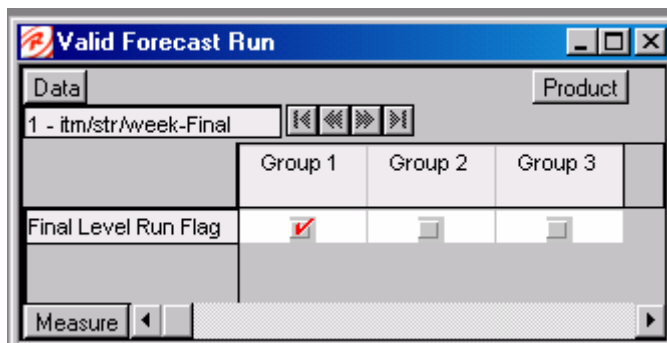 Valid Forecast Run
Data Product
1 - itm/str/week-Final
Group 1 Group 2 Group 3
Final Level Run Flag
Measure